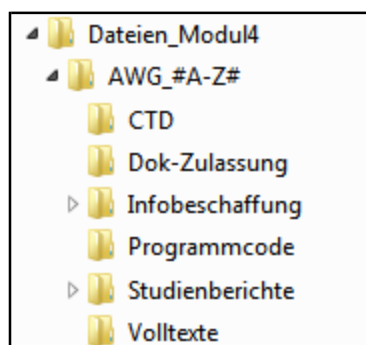 Dateien_Modul4
AWG_#A-Z#
CTD
Dok-Zulassung
Infobeschaffung
Programmcode
Studienberichte
Volltexte